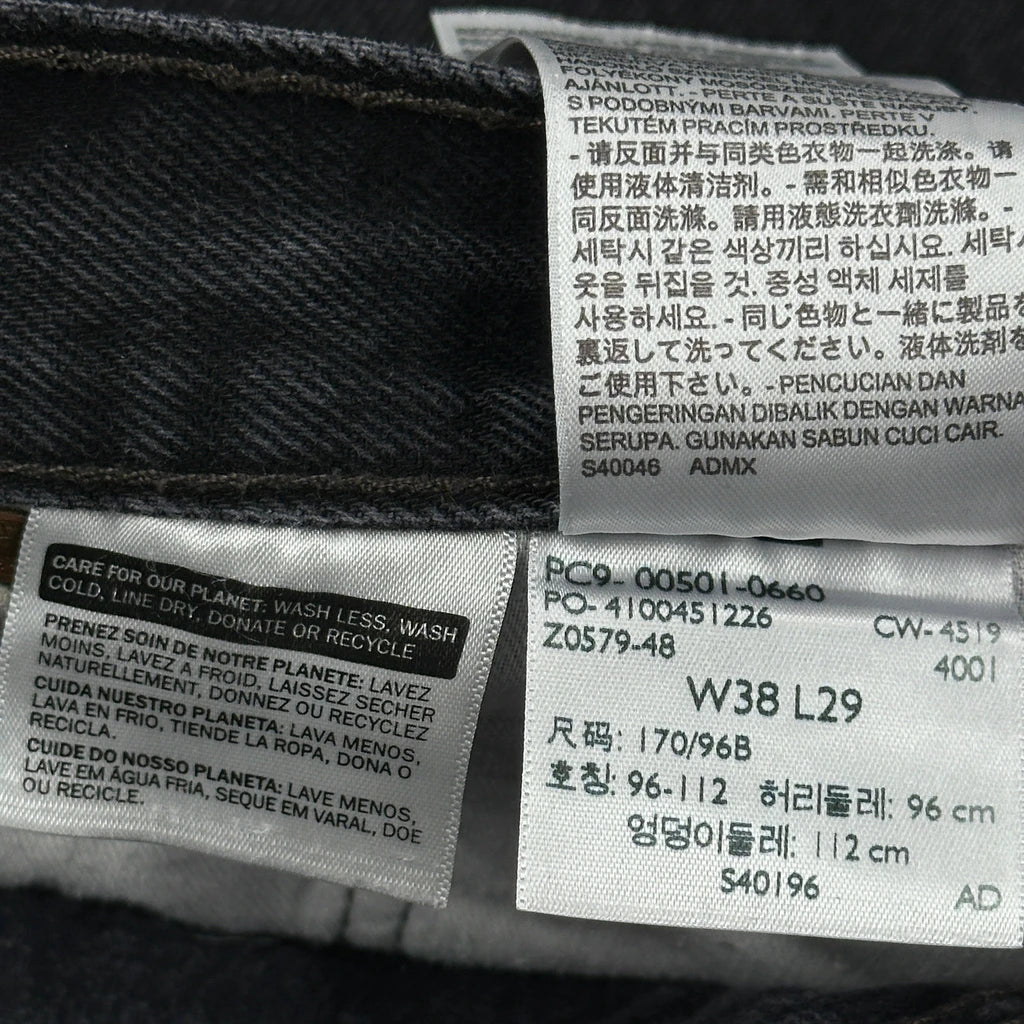 FOLYÉKONY MOSÓSZER
AJÁNLOTT. - PERTE A SUŠTE NARUBY,
S PODOBNÝMI BARVAMI. PERTE V
TEKUTÉM PRACÍM PROSTŘEDKU.
- 请反面并与同类色衣物一起洗涤。请
使用液体清洁剂。- 需和相似色衣物一
同反面洗滌。請用液態洗衣劑洗滌。-
세탁시 같은 색상끼리 하십시요. 세탁시
옷을 뒤집을 것. 중성 액체 세제를
사용하세요. - 同じ色物と一緒に製品を
裏返して洗ってください。液体洗剤を
ご使用下さい。-PENCUCIAN DAN
PENGERINGAN DIBALIK DENGAN WARNA
SERUPA. GUNAKAN SABUN CUCI CAIR.
S40046 ADMX
CARE FOR OUR PLANET: WASH LESS, WASH
COLD, LINE DRY, DONATE OR RECYCLE
PRENEZ SOIN DE NOTRE PLANETE: LAVEZ
MOINS, LAVEZ A FROID, LAISSEZ SECHER
NATURELLEMENT, DONNEZ OU RECYCLEZ
CUIDA NUESTRO PLANETA: LAVA MENOS,
LAVA EN FRIO, TIENDE LA ROPA, DONA O
RECICLA.
CUIDE DO NOSSO PLANETA: LAVE MENOS,
LAVE EM ÁGUA FRIA, SEQUE EM VARAL, DOE
OU RECICLE.
PC9- 00501-0660
PO- 4100451226 CW- 4519
Z0579-48 4001
W38 L29
尺码: 170/96B
호칭: 96-112 허리둘레: 96 cm
엉덩이둘레: 112 cm
S40196 AD